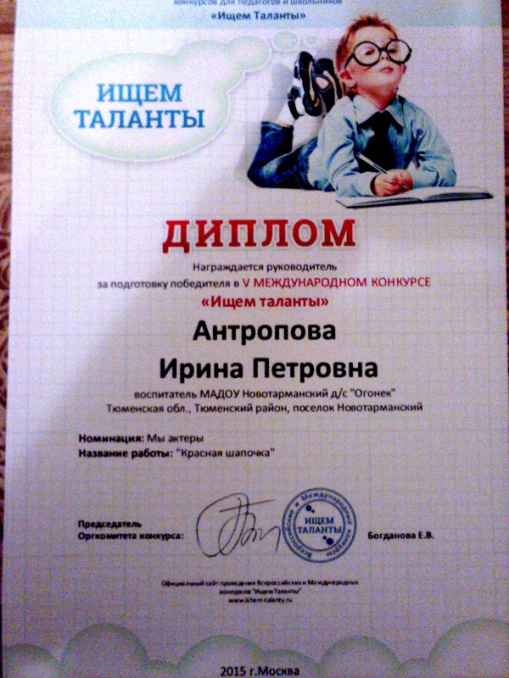 конкурсов для педагогов и школьников
«Ищем Таланты»
ИЩЕМ
ТАЛАНТЫ
ДИПЛОМ
Награждается руководитель
за подготовку победителя в V МЕЖДУНАРОДНОМ КОНКУРСЕ
«Ищем таланты»
Антропова
Ирина Петровна
воспитатель МАДОУ Новотарманский д/с "Огонек"
Тюменская обл., Тюменский район, поселок Новотарманский
Номинация: Мы актеры
Название работы: "Красная шапочка"
Председатель
Оргкомитета конкурса:
Всероссийские и Международные конкурсы
ИЩЕМ
ТАЛАНТЫ
Богданова Е.В.
Официальный сайт проведения Всероссийских и Международных
конкурсов "Ищем Таланты"
www.ishem-talanty.ru
2015 г.Москва